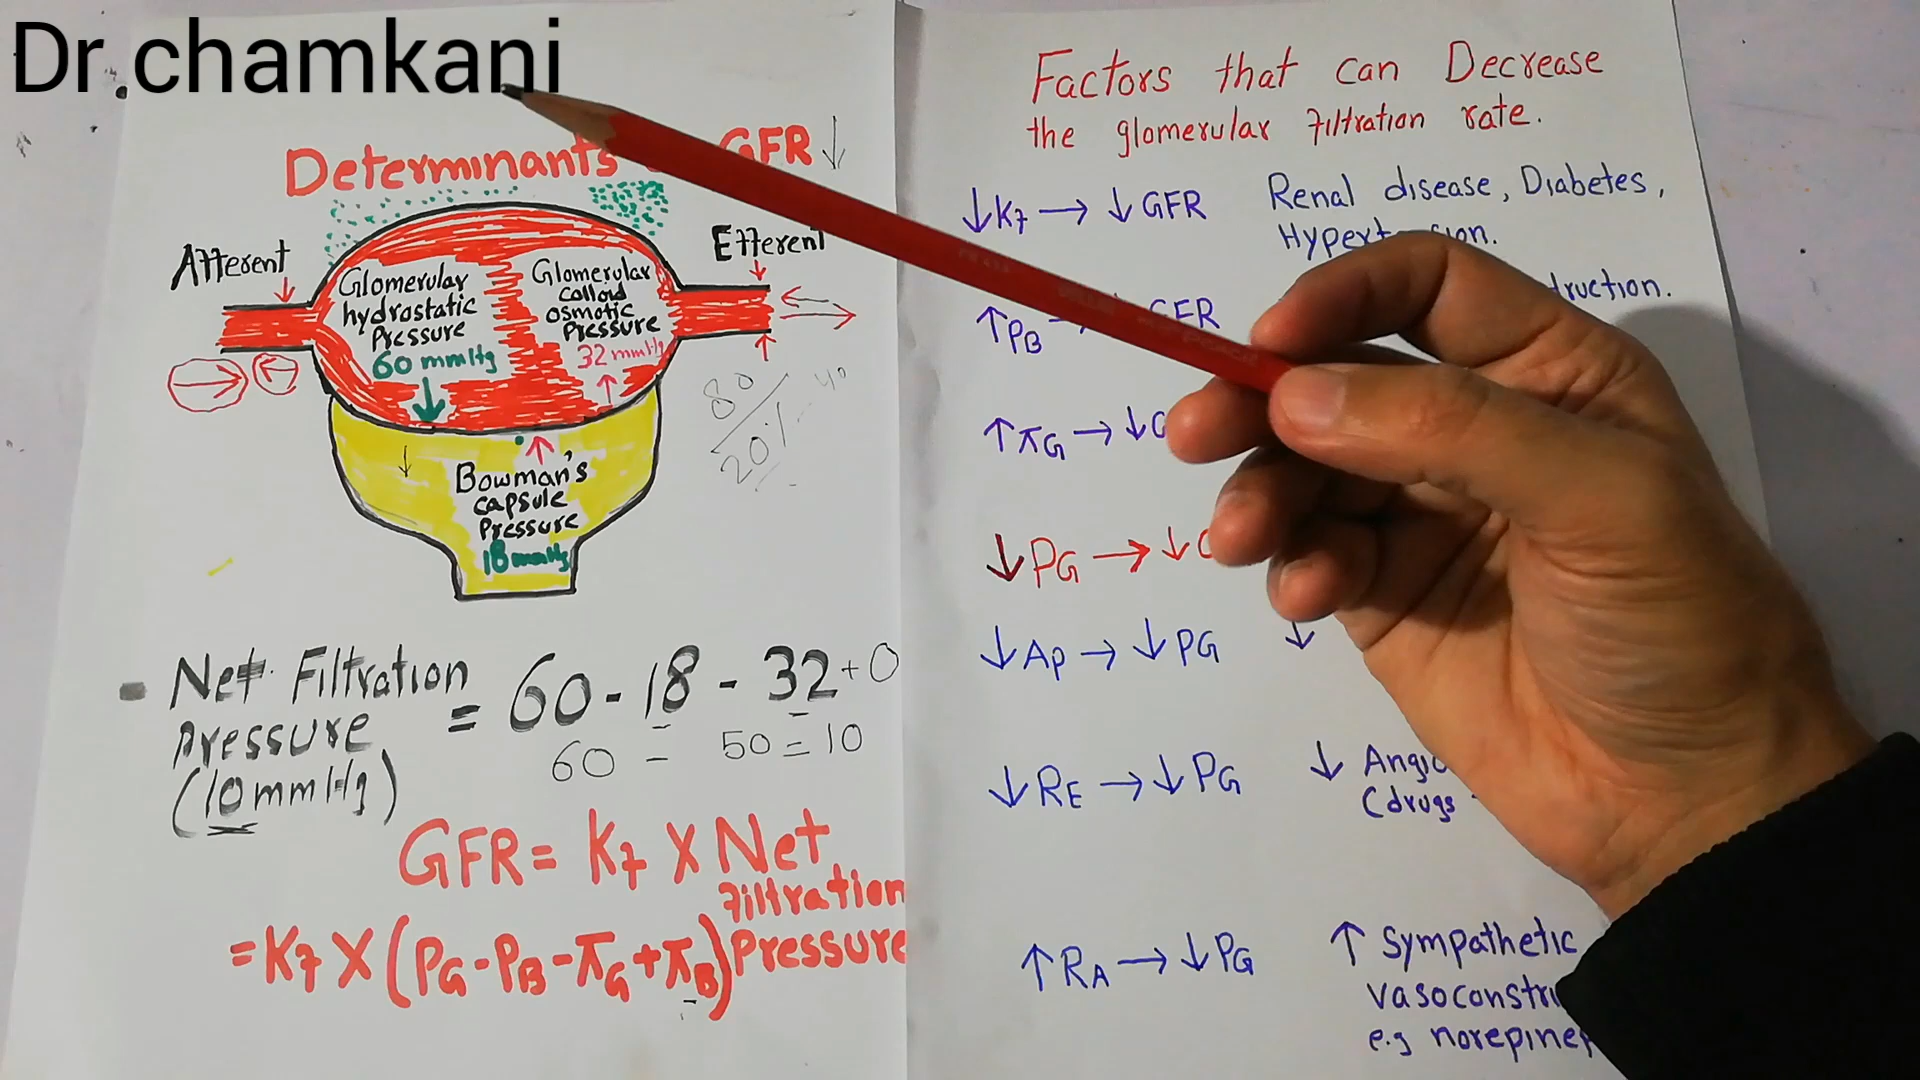 Dr.chamkani
Determinants GFR↓
Afferent
Efferent
Glomerular
hydrostatic
Pressure
60 mmHg
Glomerular
colloid
osmotic
Pressure
32 mmHg
80
20%
Bowman's
capsule
Pressure
18 mmHg
- Net Filtration
Pressure
(10 mmHg)
= 60 - 18 - 32 + 0
60 - 50 = 10
GFR = Kf X Net
filtration
Pressure
= Kf X (PG - PB - πG + πB)
Factors that can Decrease
the glomerular filtration rate.
↓Kf → ↓GFR Renal disease, Diabetes,
↑PB GFR
↑πG → ↓G
↓PG → ↓G
↓AP → ↓PG ↓
↓RE → ↓PG ↓
(drugs
↑RA → ↓PG ↑ Sympathetic
e.g